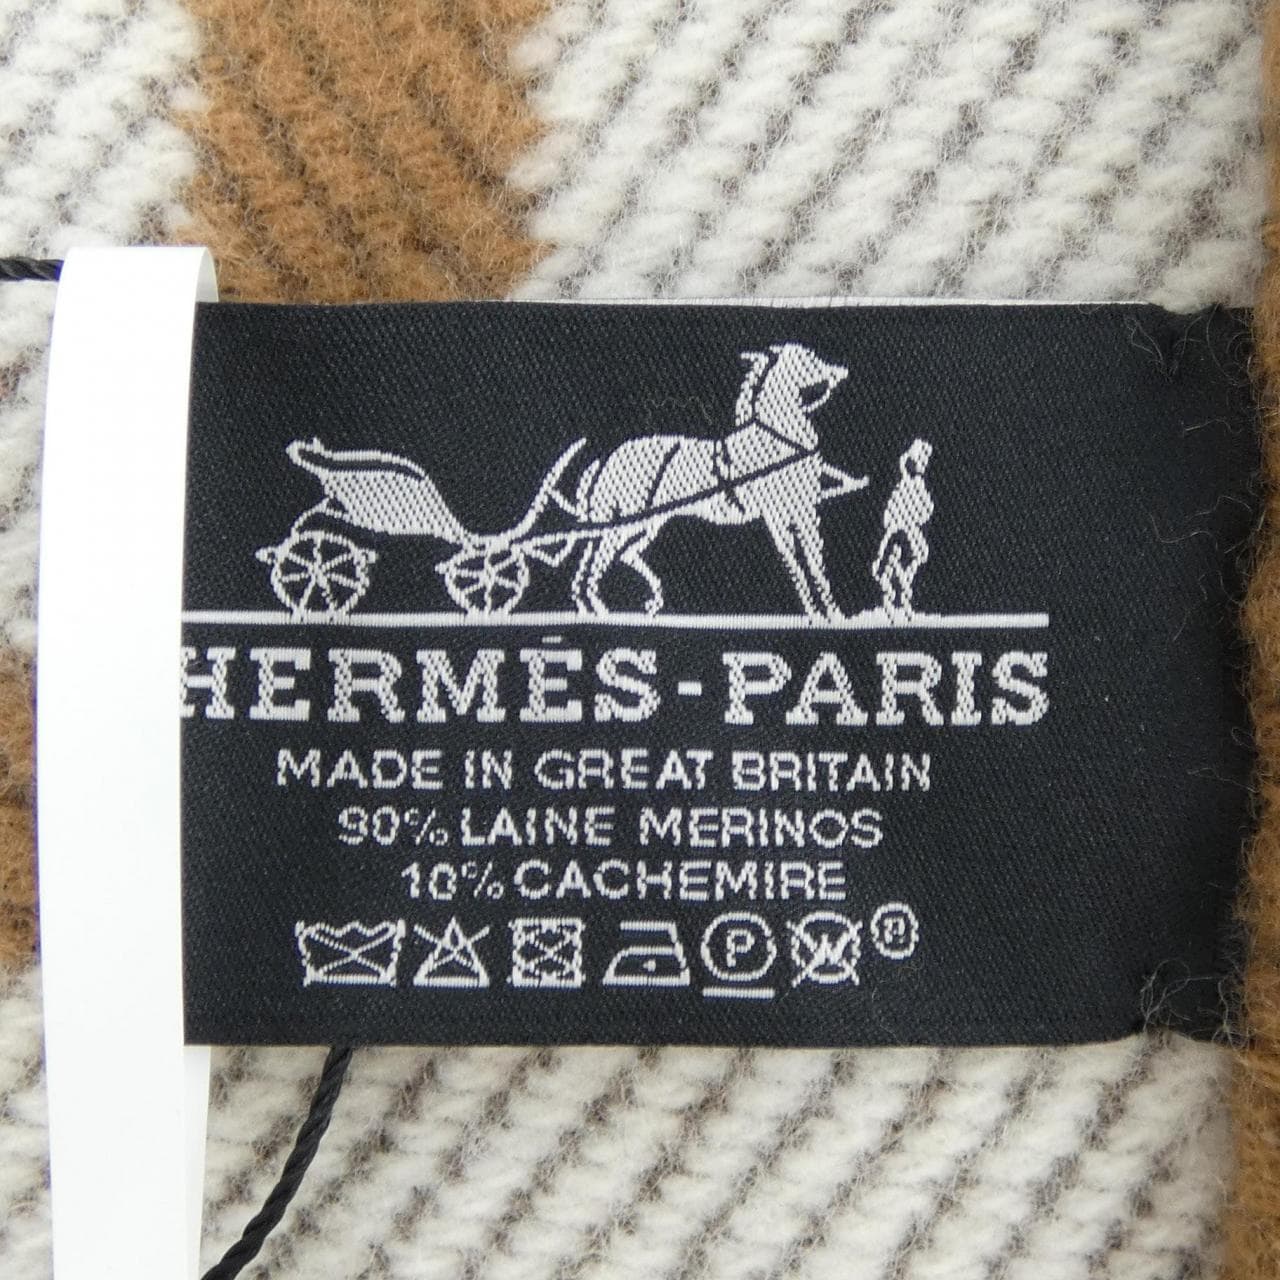 HERMÈS-PARIS
MADE IN GREAT BRITAIN
90% LAINE MERINOS
10% CACHEMIRE
P W ®